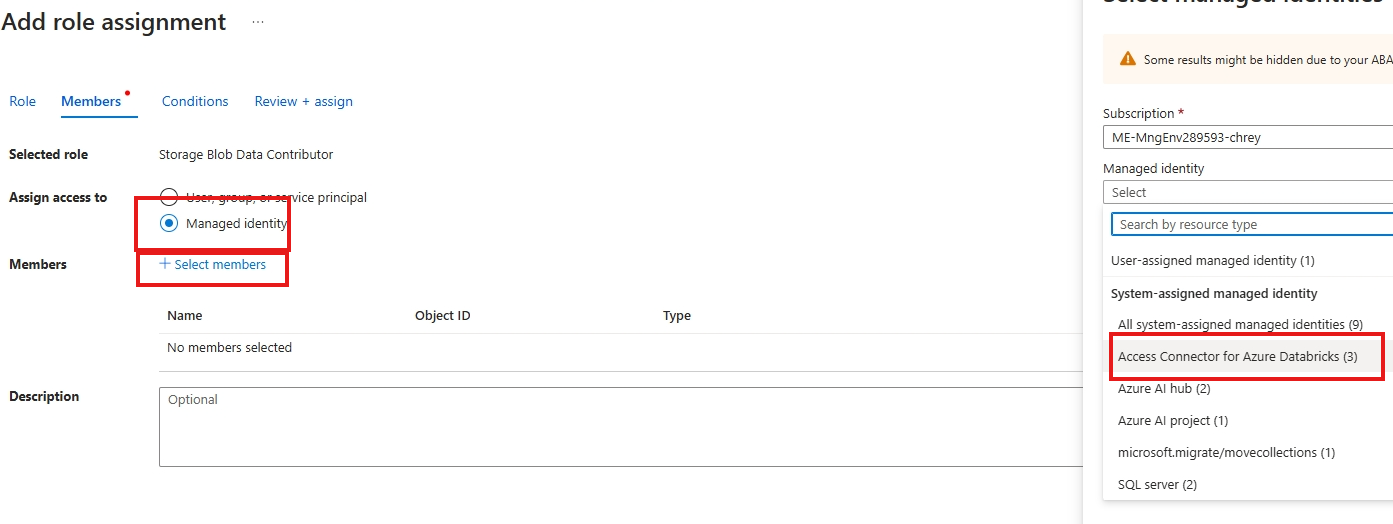 Add role assignment ...
Role Members Conditions Review + assign
Selected role Storage Blob Data Contributor
Assign access to User, group, or service principal
Managed identity
Members + Select members
Name Object ID Type
No members selected
Description Optional
Select managed identities
Some results might be hidden due to your ABA
Subscription *
ME-MngEnv289593-chrey
Managed identity
Select
Search by resource type
User-assigned managed identity (1)
System-assigned managed identity
All system-assigned managed identities (9)
Access Connector for Azure Databricks (3)
Azure AI hub (2)
Azure AI project (1)
microsoft.migrate/movecollections (1)
SQL server (2)